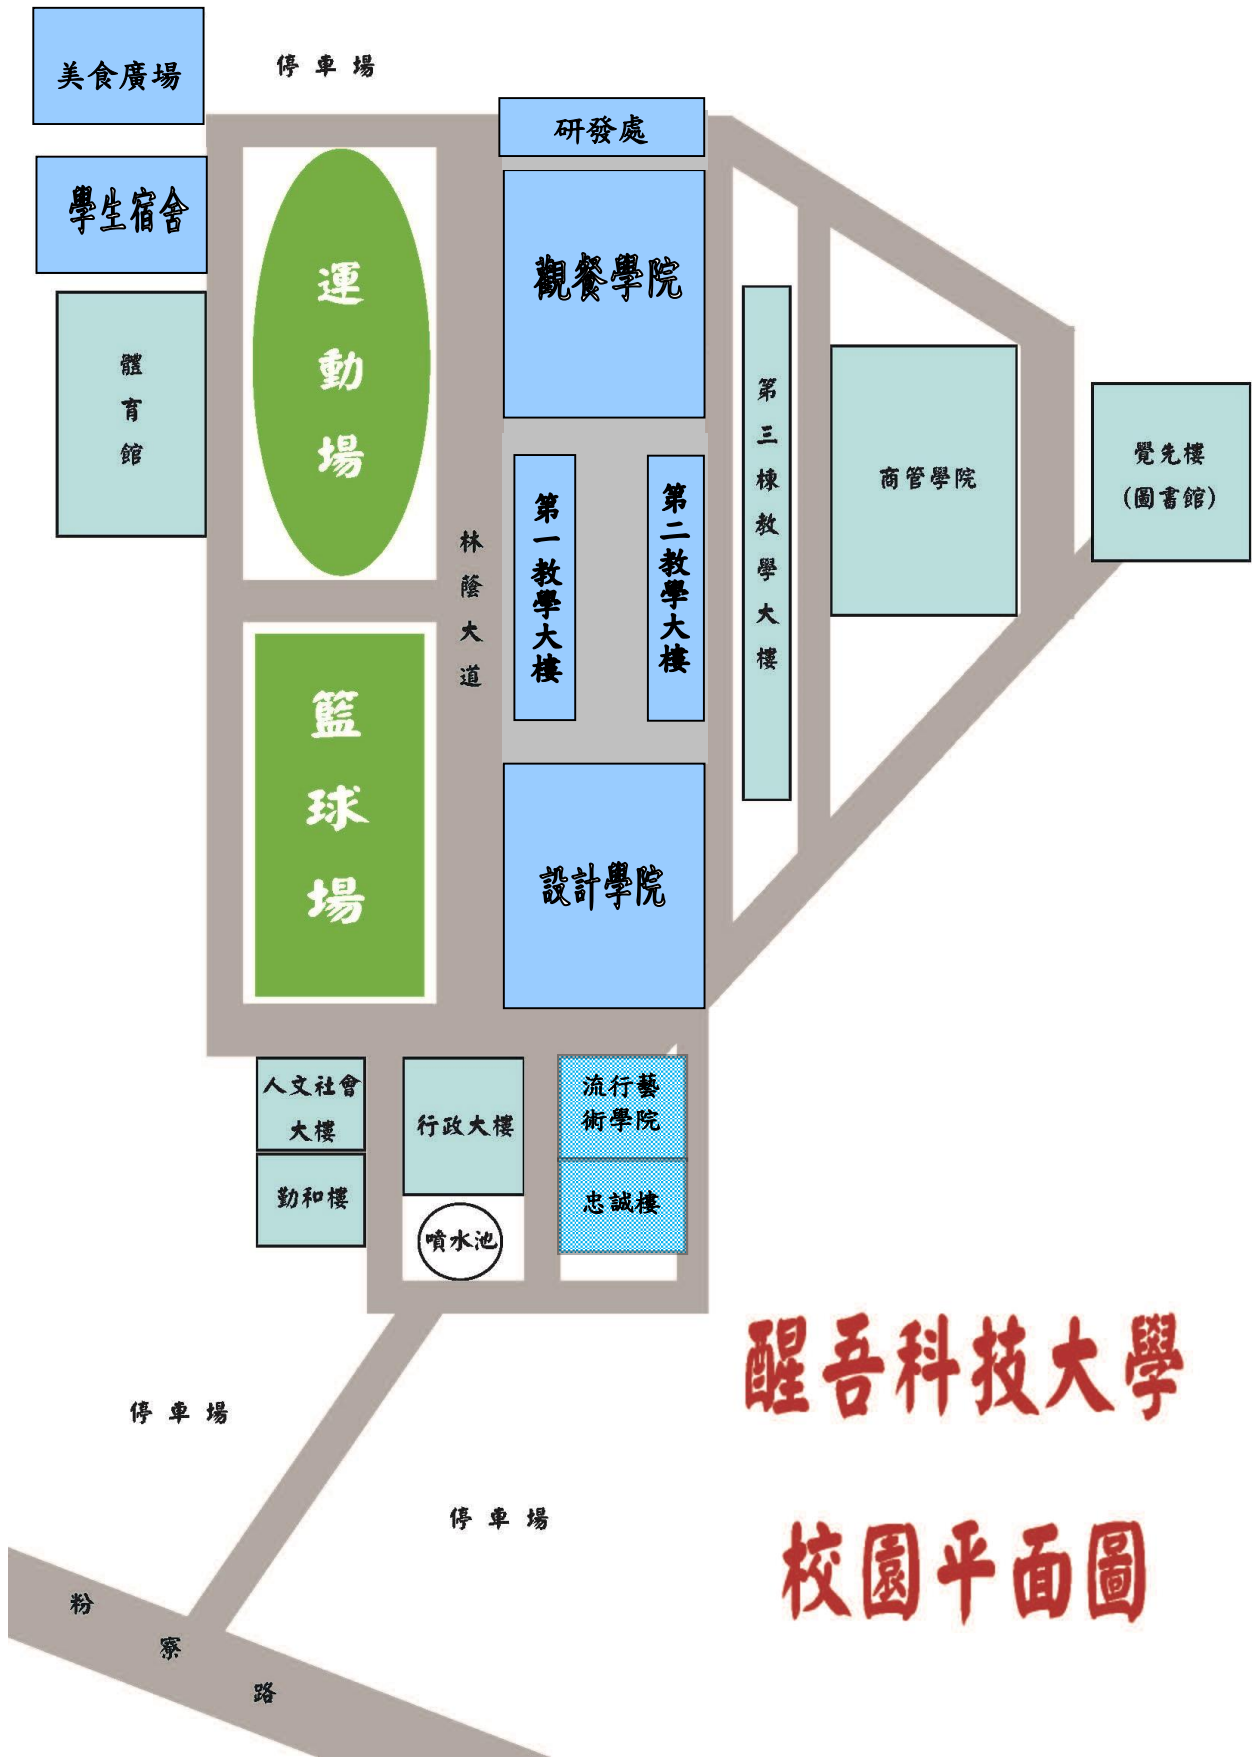 美食廣場
停車場
研發處
學生宿舍
觀餐學院
運動場
體育館
第三棟教學大樓
商管學院
覺先樓
(圖書館)
第一教學大樓
第二教學大樓
林蔭大道
籃球場
設計學院
人文社會
大樓
行政大樓
流行藝
術學院
勤和樓
忠誠樓
噴水池
醒吾科技大學
停車場
停車場
校園平面圖
粉寮路